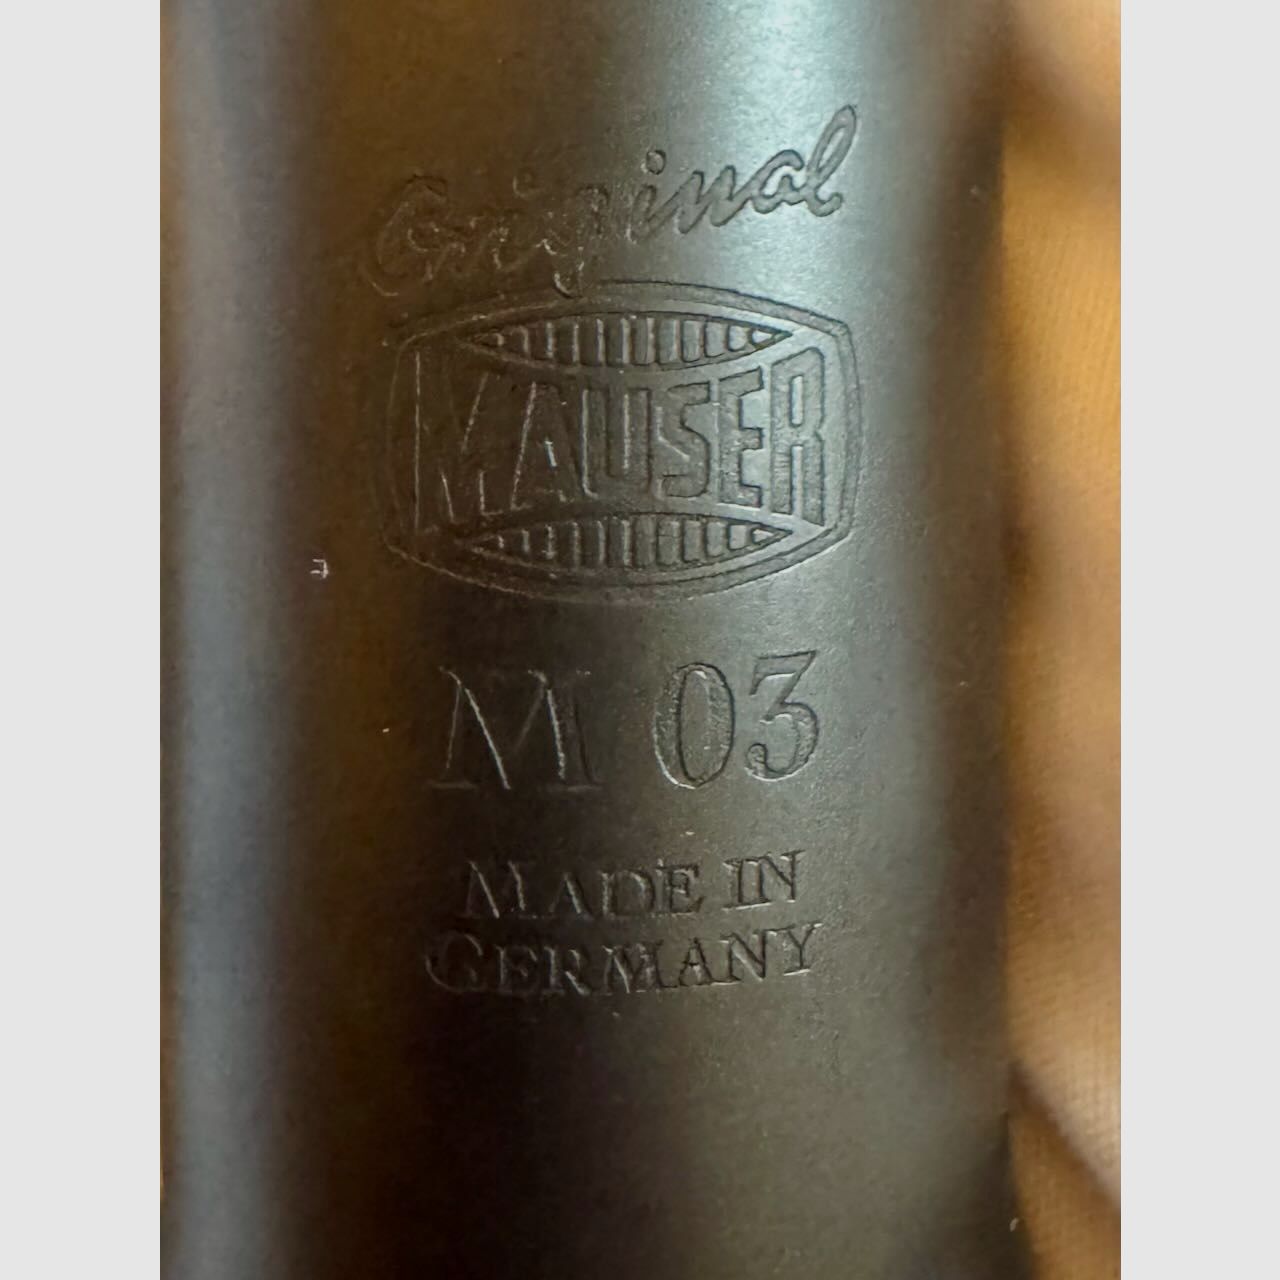 Original
MAUSER
M 03
MADE IN
GERMANY